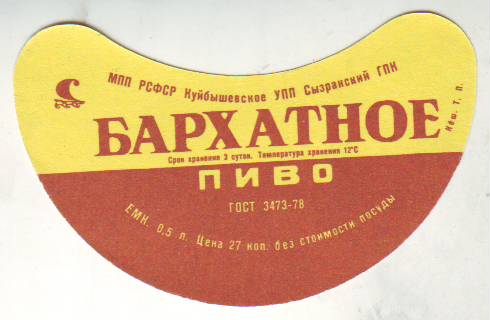 МПП РСФСР Куйбышевское УПП Сызранский ГПК
БАРХАТНОЕ
Срок хранения 3 суток. Температура хранения 12°С
ПИВО
ГОСТ 3473-78
ЕМК. 0,5 л. Цена 27 коп. без стоимости посуды
Кбш. т. п.